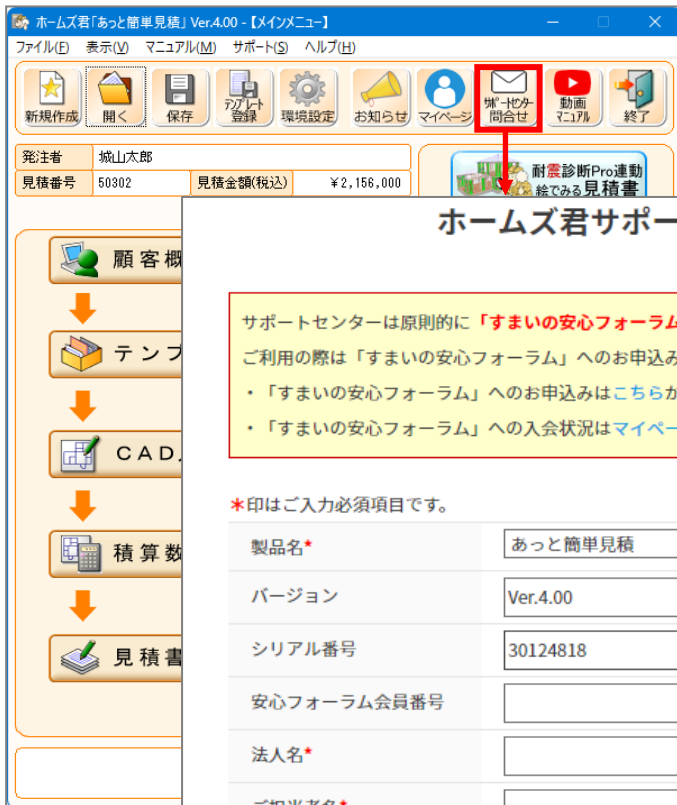 ホームズ君「あっと簡単見積」Ver.4.00 -【メインメニュー】
ファイル(F) 表示(V) マニュアル(M) サポート(S) ヘルプ(H)
新規作成 開く 保存 テンプレート登録 環境設定 お知らせ マイページ サポートセンター問合せ 動画マニュアル 終了
発注者 城山太郎
見積番号 50302 見積金額(税込) ￥2,156,000
耐震診断Pro連動
絵でみる見積書
ホームズ君サポー
顧客概
テンプ
CAD
積算数
見積書
サポートセンターは原則的に「すまいの安心フォーラム
ご利用の際は「すまいの安心フォーラム」へのお申込み
・「すまいの安心フォーラム」へのお申込みはこちらか
・「すまいの安心フォーラム」への入会状況はマイペー
*印はご入力必須項目です。
製品名* あっと簡単見積
バージョン Ver.4.00
シリアル番号 30124818
安心フォーラム会員番号
法人名*
ご担当者名*